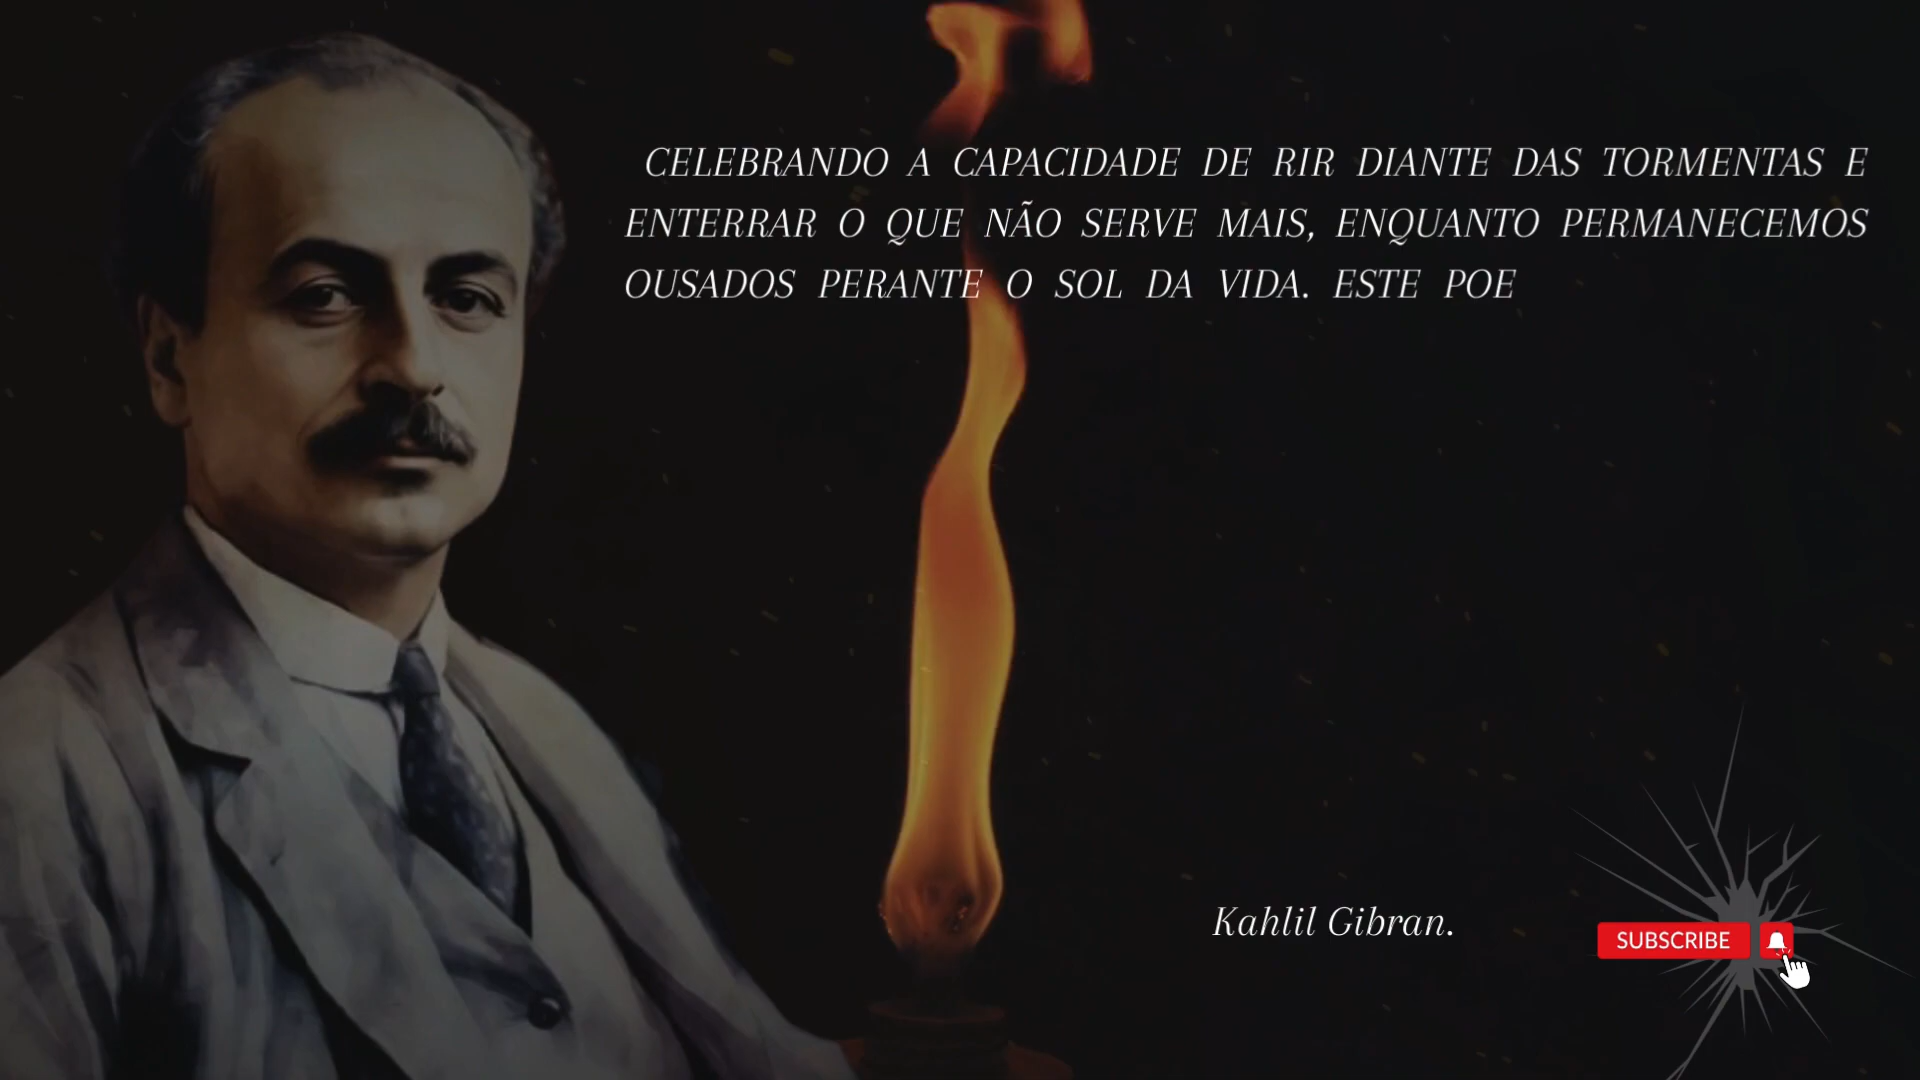 CELEBRANDO A CAPACIDADE DE RIR DIANTE DAS TORMENTAS E
ENTERRAR O QUE NÃO SERVE MAIS, ENQUANTO PERMANECEMOS
OUSADOS PERANTE O SOL DA VIDA. ESTE POE
Kahlil Gibran.
SUBSCRIBE